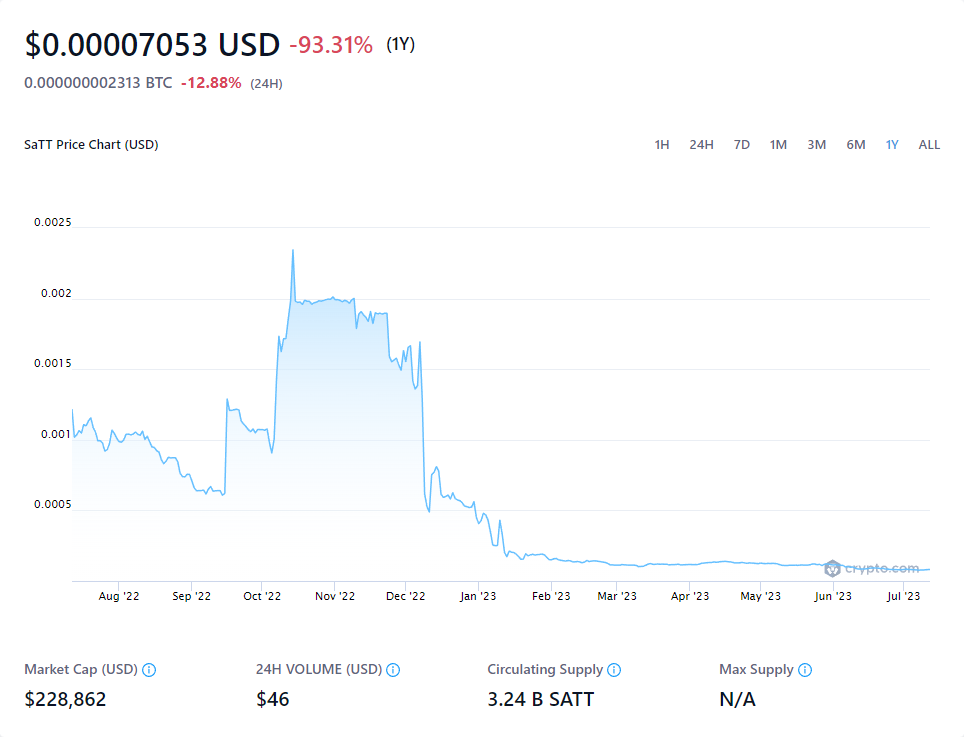 $0.00007053 USD -93.31% (1Y)
0.000000002313 BTC -12.88% (24H)
SaTT Price Chart (USD) 1H 24H 7D 1M 3M 6M 1Y ALL
0.0025
0.002
0.0015
0.001
0.0005
crypto.com
Aug '22 Sep '22 Oct '22 Nov '22 Dec '22 Jan '23 Feb '23 Mar '23 Apr '23 May '23 Jun '23 Jul '23
Market Cap (USD) 24H VOLUME (USD) Circulating Supply Max Supply
$228,862 $46 3.24 B SATT N/A